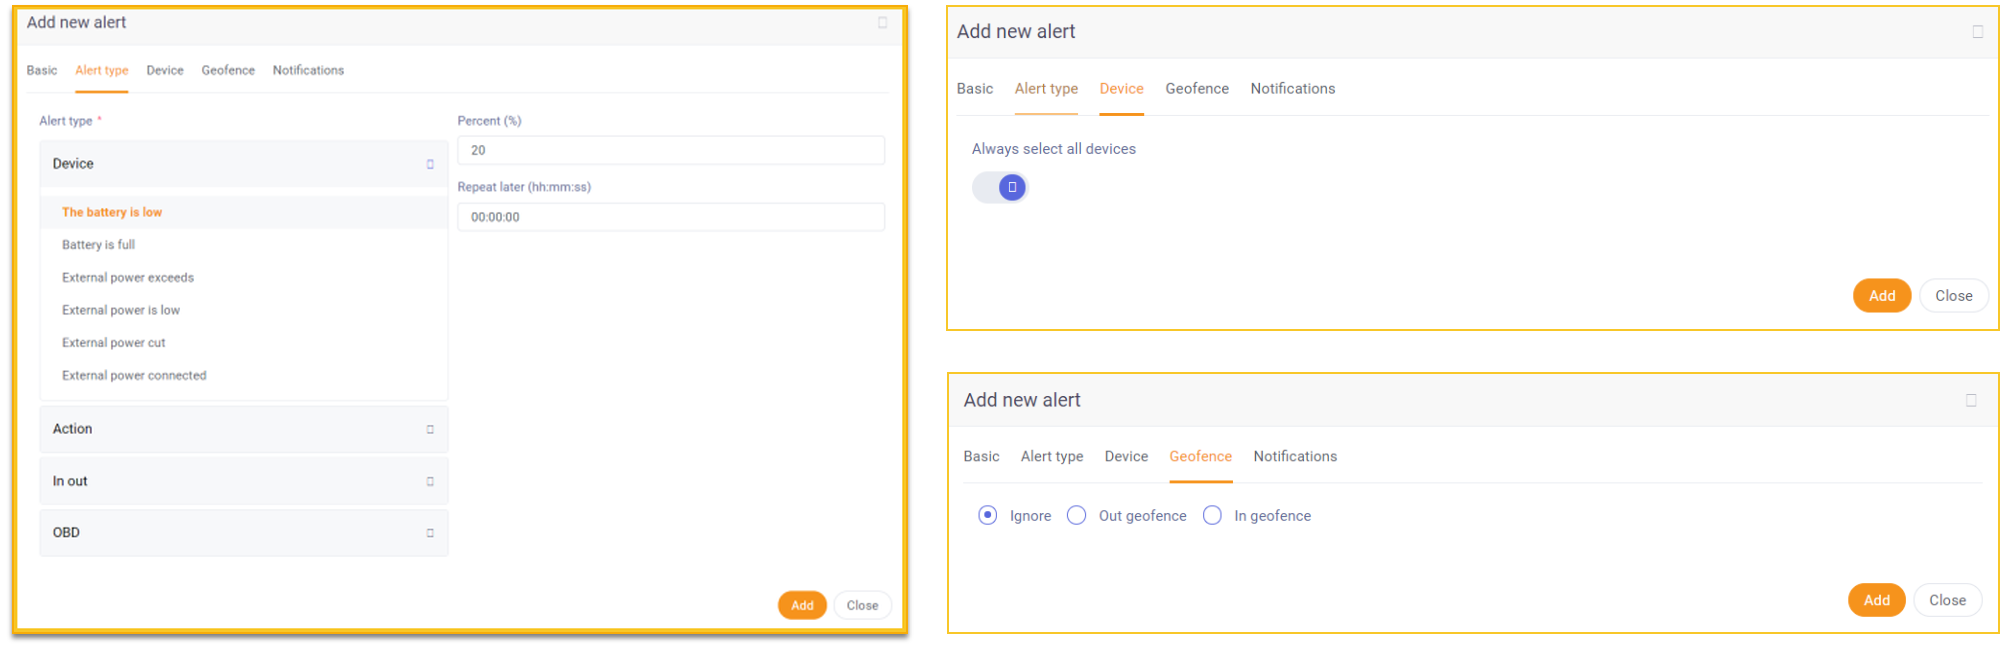 Add new alert
Basic Alert type Device Geofence Notifications
Alert type *
Device
The battery is low
Battery is full
External power exceeds
External power is low
External power cut
External power connected
Action
In out
OBD
Percent (%)
20
Repeat later (hh:mm:ss)
00:00:00
Add Close
Add new alert
Basic Alert type Device Geofence Notifications
Always select all devices
Add Close
Add new alert
Basic Alert type Device Geofence Notifications
Ignore Out geofence In geofence
Add Close